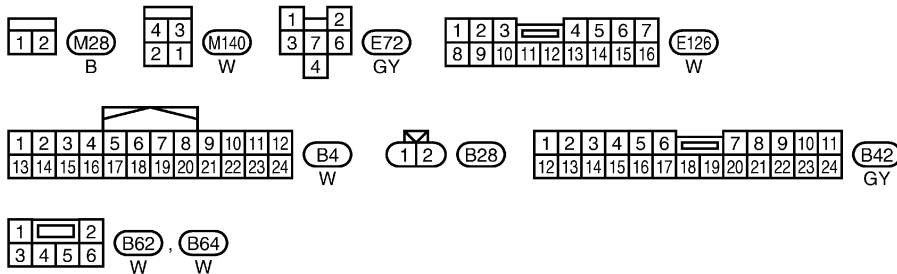 1 2 M28 B
4 3 2 1 M140 W
1 2 3 7 6 4 E72 GY
1 2 3 4 5 6 7 8 9 10 11 12 13 14 15 16 E126 W
1 2 3 4 5 6 7 8 9 10 11 12
13 14 15 16 17 18 19 20 21 22 23 24 B4 W
1 2 B28
1 2 3 4 5 6 7 8 9 10 11
12 13 14 15 16 17 18 19 20 21 22 23 24 B42 GY
1 2
3 4 5 6 B62 , B64
W W